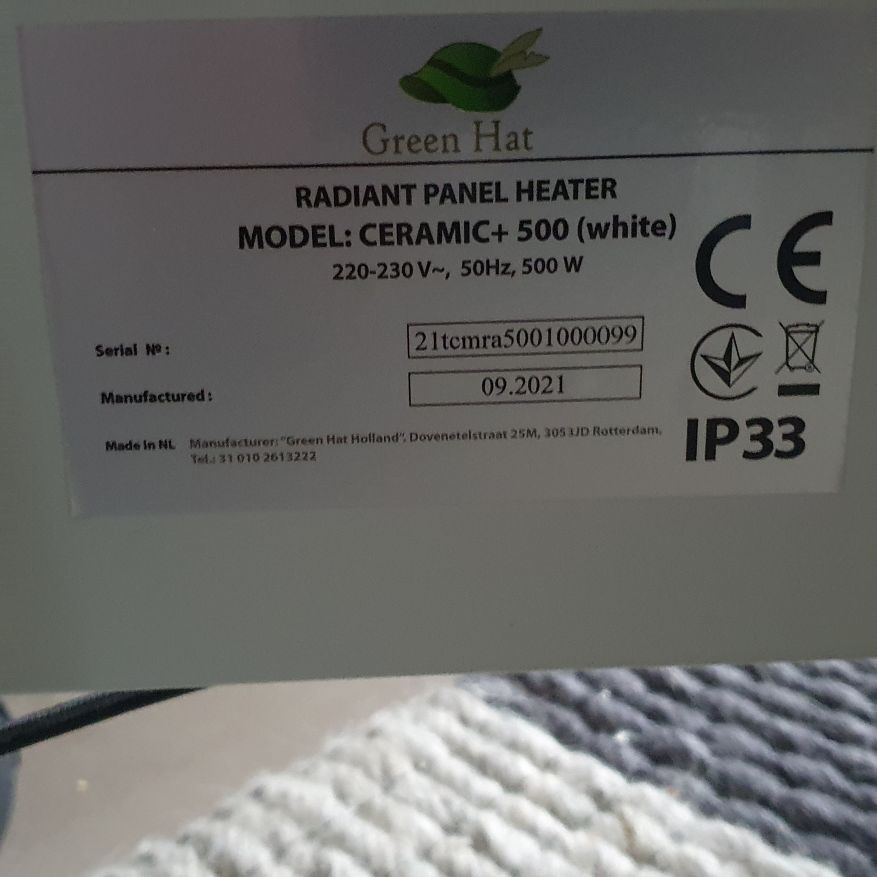 Green Hat
RADIANT PANEL HEATER
MODEL: CERAMIC+ 500 (white)
220-230 V~, 50Hz, 500 W
CE
Serial Nº: 21tcmra5001000099
Manufactured: 09.2021
Made in NL Manufacturer: "Green Hat Holland", Dovenetelstraat 25M, 3053JD Rotterdam,
Tel.: 31 010 2613222
IP33